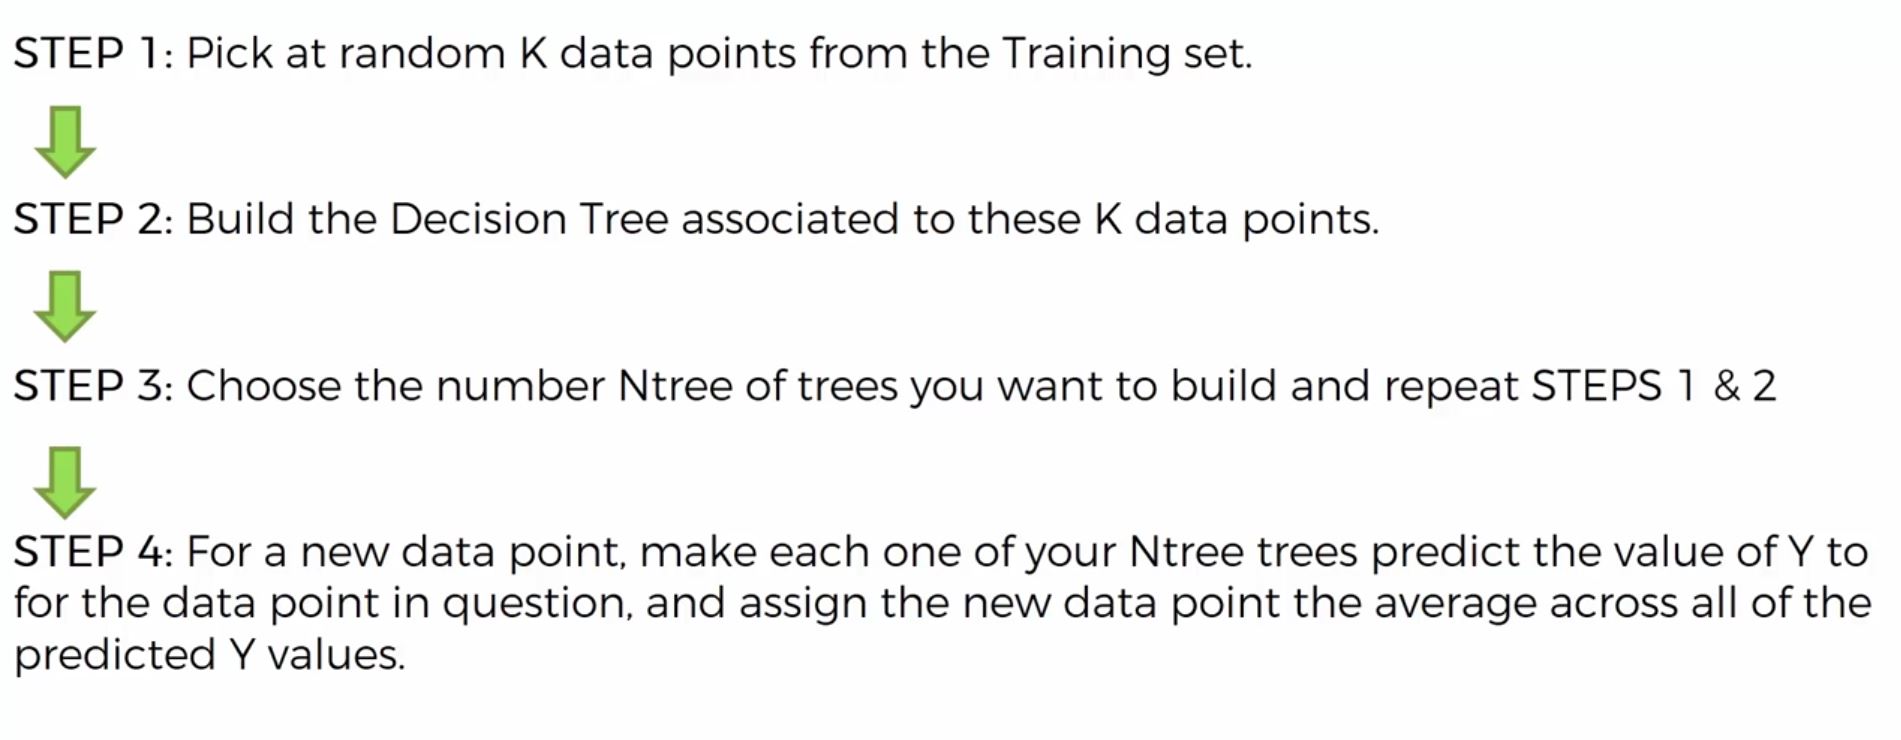 STEP 1: Pick at random K data points from the Training set.
STEP 2: Build the Decision Tree associated to these K data points.
STEP 3: Choose the number Ntree of trees you want to build and repeat STEPS 1 & 2
STEP 4: For a new data point, make each one of your Ntree trees predict the value of Y to
for the data point in question, and assign the new data point the average across all of the
predicted Y values.